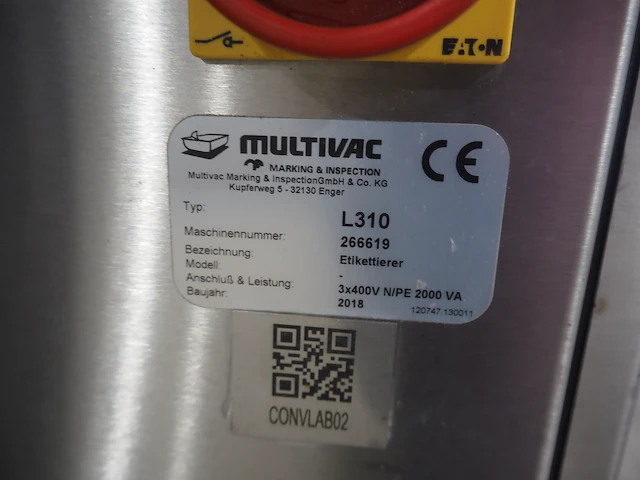 EATON
MULTIVAC
MARKING & INSPECTION
Multivac Marking & InspectionGmbH & Co. KG
Kupferweg 5 - 32130 Enger
CE
Typ: L310
Maschinennummer: 266619
Bezeichnung: Etikettierer
Modell: -
Anschluß & Leistung: 3x400V N/PE 2000 VA
Baujahr: 2018
120747.130011
CONVLAB02